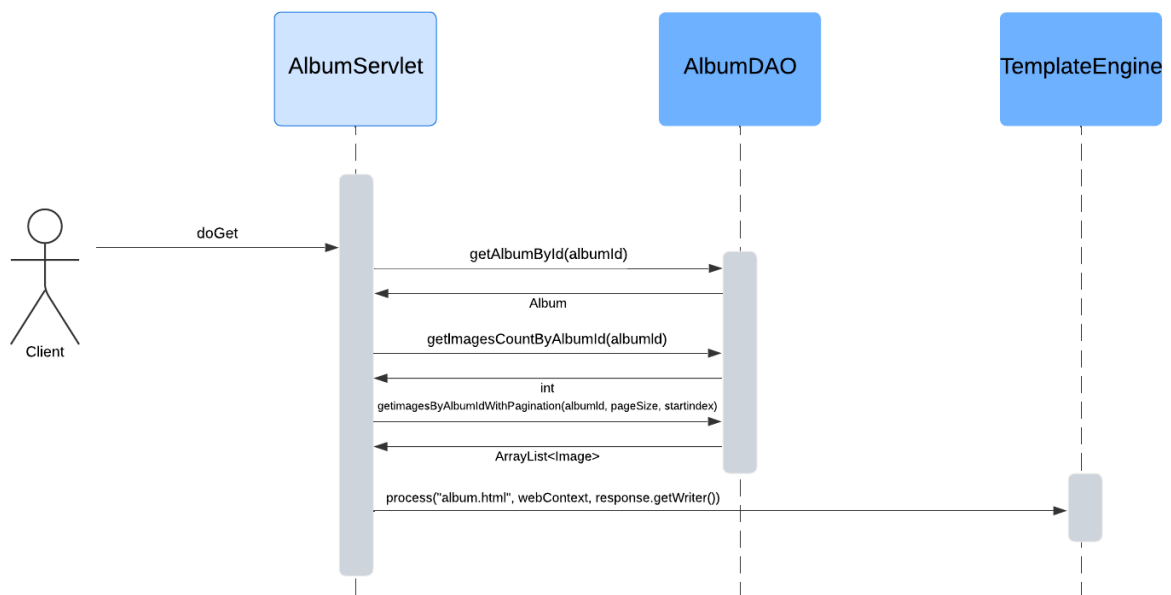 AlbumServlet
AlbumDAO
TemplateEngine
doGet
getAlbumById(albumId)
Album
Client
getImagesCountByAlbumId(albumId)
int
getimagesByAlbumIdWithPagination(albumId, pageSize, startindex)
ArrayList<Image>
process("album.html", webContext, response.getWriter())